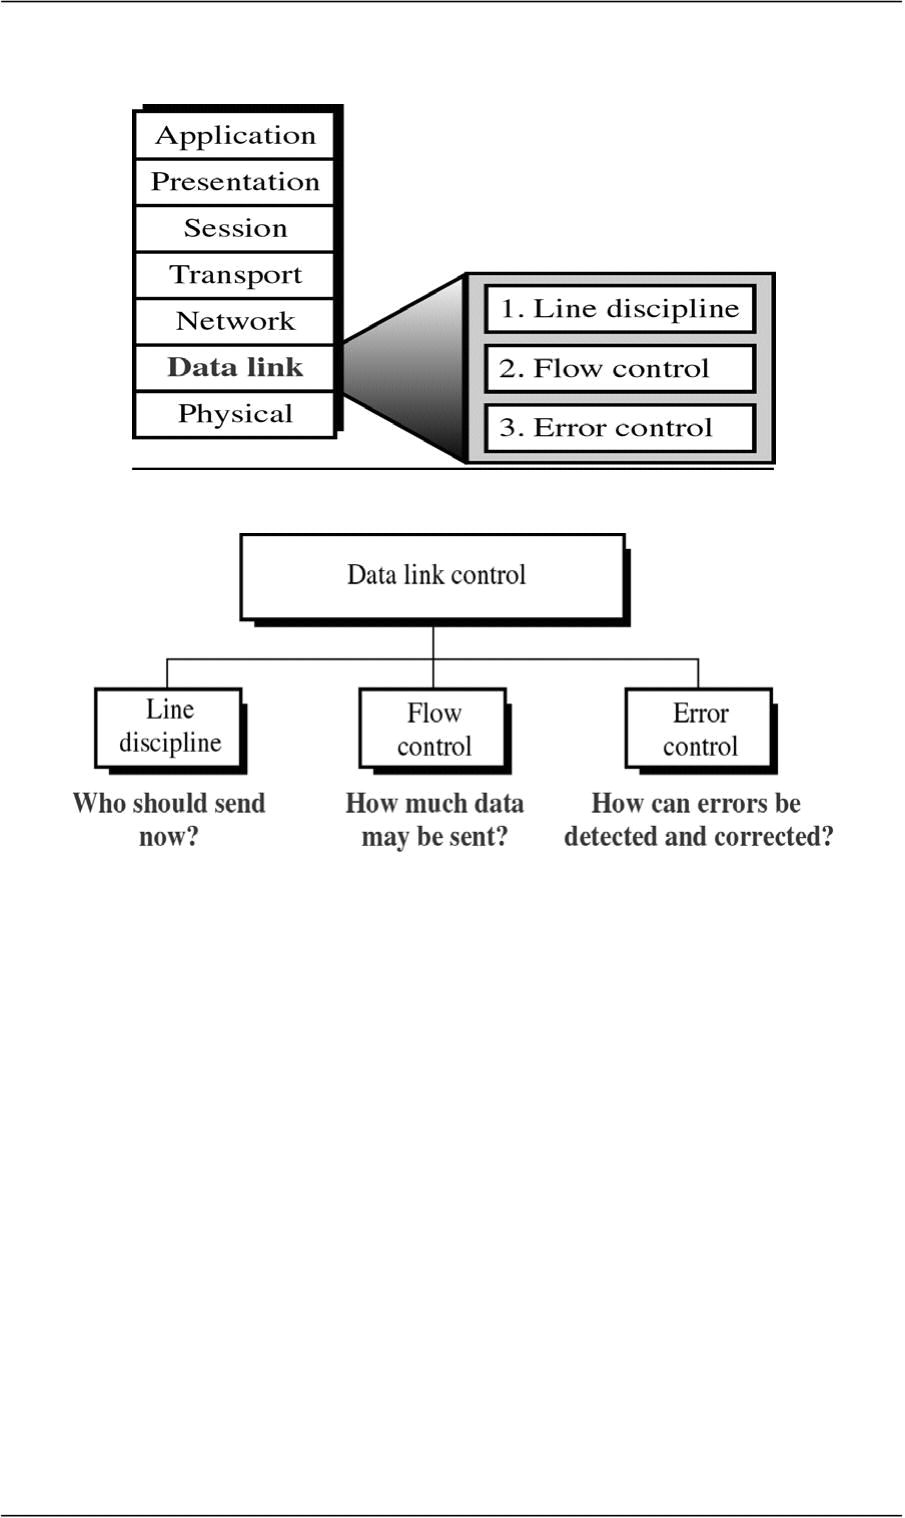 Application
Presentation
Session
Transport
Network
Data link
Physical
1. Line discipline
2. Flow control
3. Error control
Data link control
Line
discipline
Flow
control
Error
control
Who should send
now?
How much data
may be sent?
How can errors be
detected and corrected?